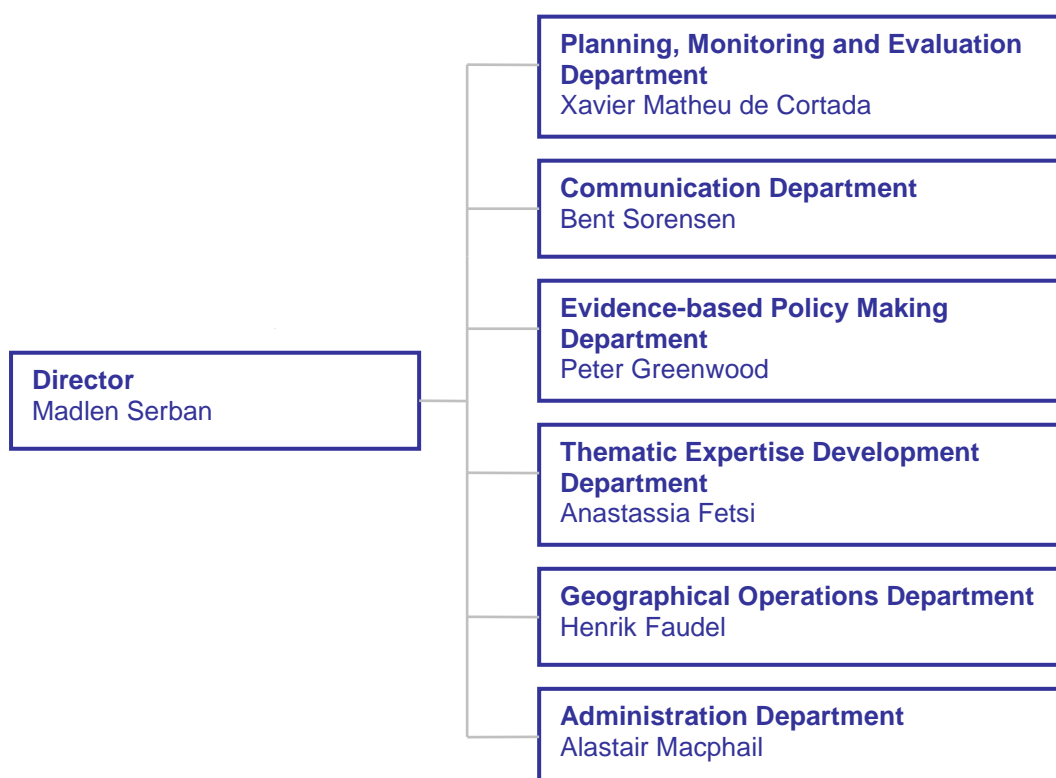 Director
Madlen Serban
Planning, Monitoring and Evaluation
Department
Xavier Matheu de Cortada
Communication Department
Bent Sorensen
Evidence-based Policy Making
Department
Peter Greenwood
Thematic Expertise Development
Department
Anastassia Fetsi
Geographical Operations Department
Henrik Faudel
Administration Department
Alastair Macphail